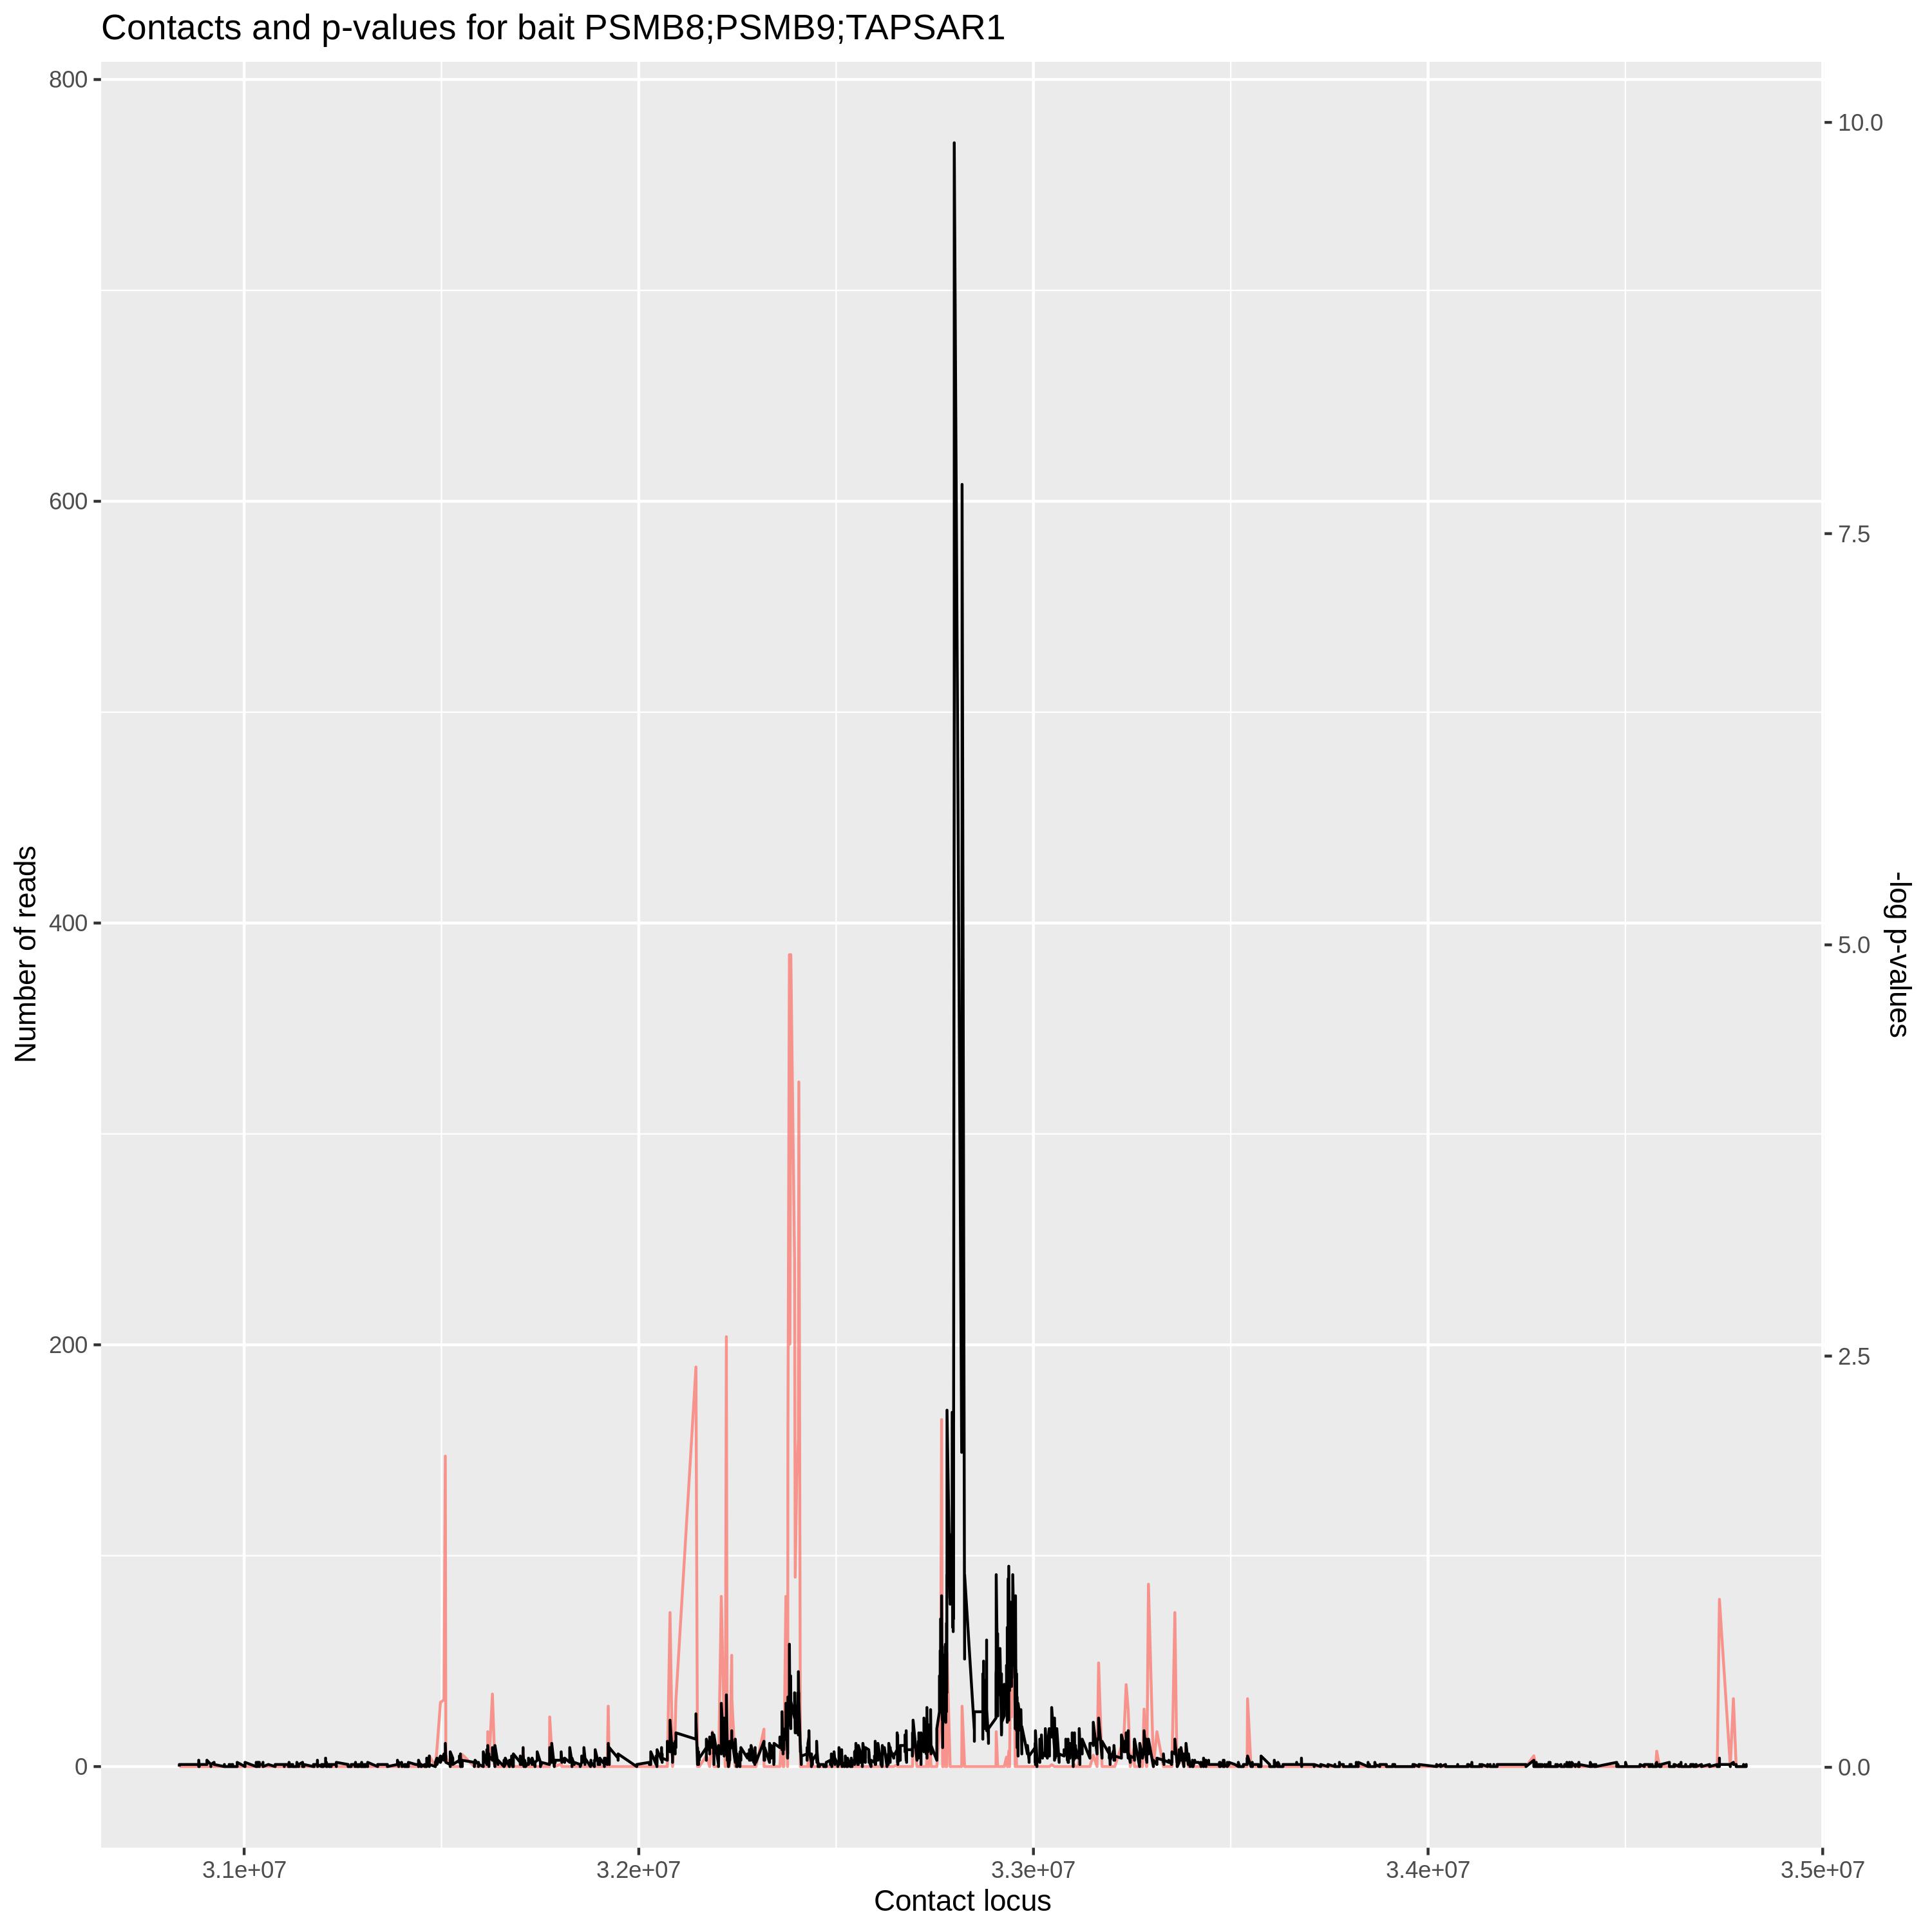 Contacts and p-values for bait PSMB8;PSMB9;TAPSAR1
800
600
400
200
0
Number of reads
10.0
7.5
5.0
2.5
0.0
-log p-values
3.1e+07 3.2e+07 3.3e+07 3.4e+07 3.5e+07
Contact locus